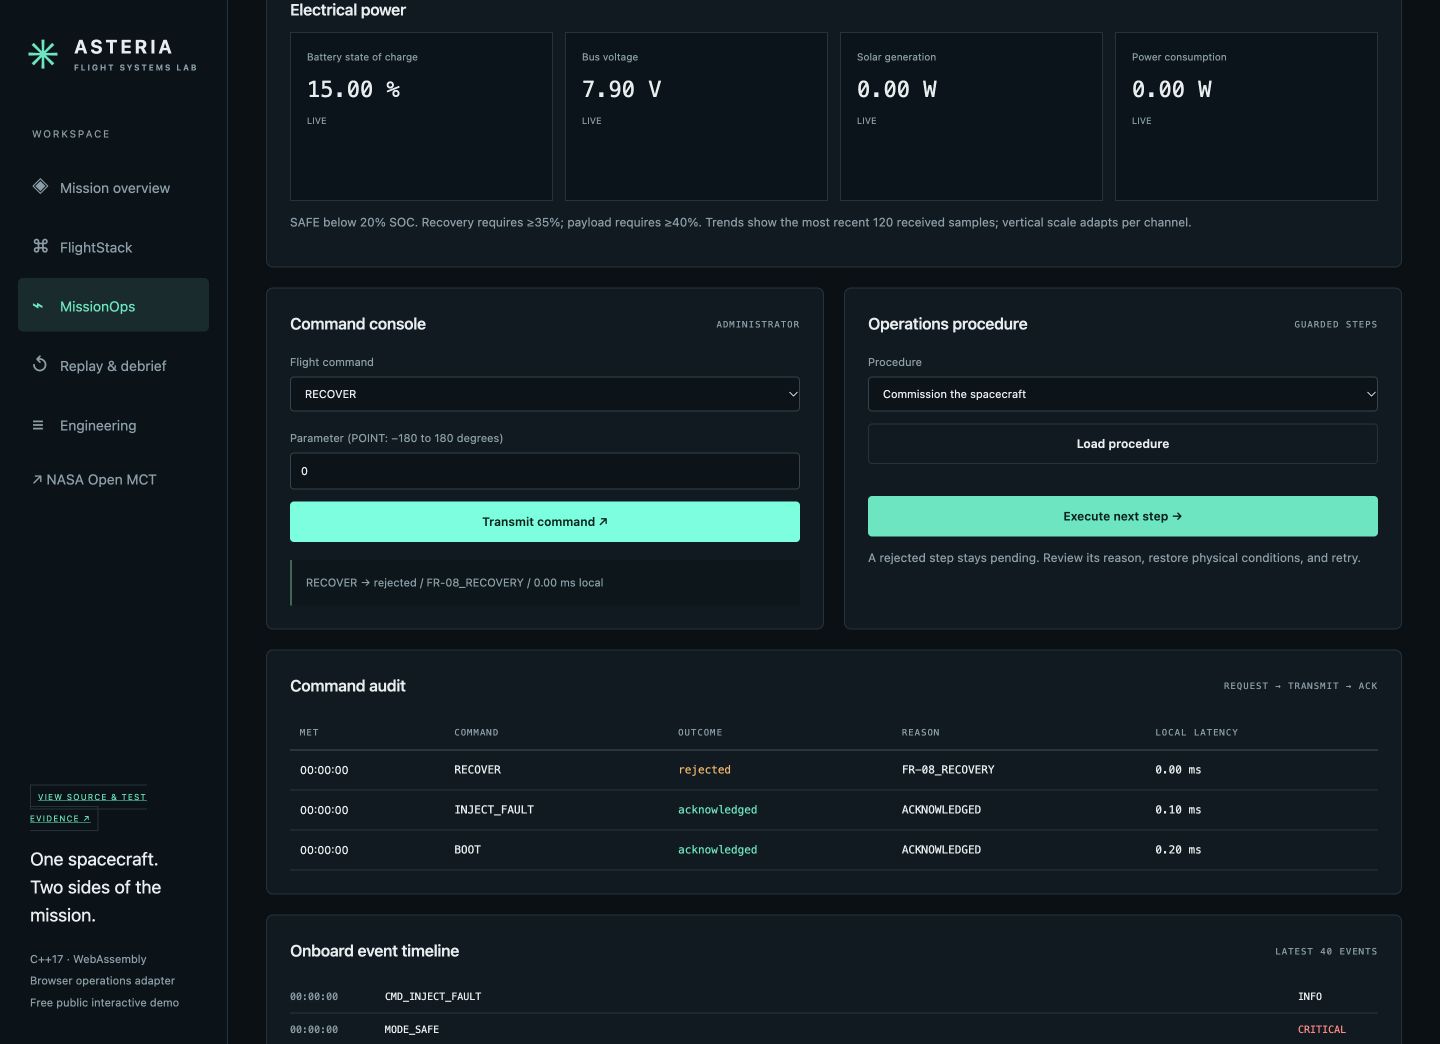 ASTERIA
FLIGHT SYSTEMS LAB
WORKSPACE
Mission overview
FlightStack
MissionOps
Replay & debrief
Engineering
↗ NASA Open MCT
VIEW SOURCE & TEST
EVIDENCE ↗
One spacecraft.
Two sides of the
mission.
C++17 · WebAssembly
Browser operations adapter
Free public interactive demo
Electrical power
Battery state of charge
15.00 %
LIVE
Bus voltage
7.90 V
LIVE
Solar generation
0.00 W
LIVE
Power consumption
0.00 W
LIVE
SAFE below 20% SOC. Recovery requires ≥35%; payload requires ≥40%. Trends show the most recent 120 received samples; vertical scale adapts per channel.
Command console
ADMINISTRATOR
Flight command
RECOVER
Parameter (POINT: −180 to 180 degrees)
0
Transmit command ↗
RECOVER → rejected / FR-08_RECOVERY / 0.00 ms local
Operations procedure
GUARDED STEPS
Procedure
Commission the spacecraft
Load procedure
Execute next step →
A rejected step stays pending. Review its reason, restore physical conditions, and retry.
Command audit
REQUEST → TRANSMIT → ACK
MET COMMAND OUTCOME REASON LOCAL LATENCY
00:00:00 RECOVER rejected FR-08_RECOVERY 0.00 ms
00:00:00 INJECT_FAULT acknowledged ACKNOWLEDGED 0.10 ms
00:00:00 BOOT acknowledged ACKNOWLEDGED 0.20 ms
Onboard event timeline
LATEST 40 EVENTS
00:00:00 CMD_INJECT_FAULT INFO
00:00:00 MODE_SAFE CRITICAL